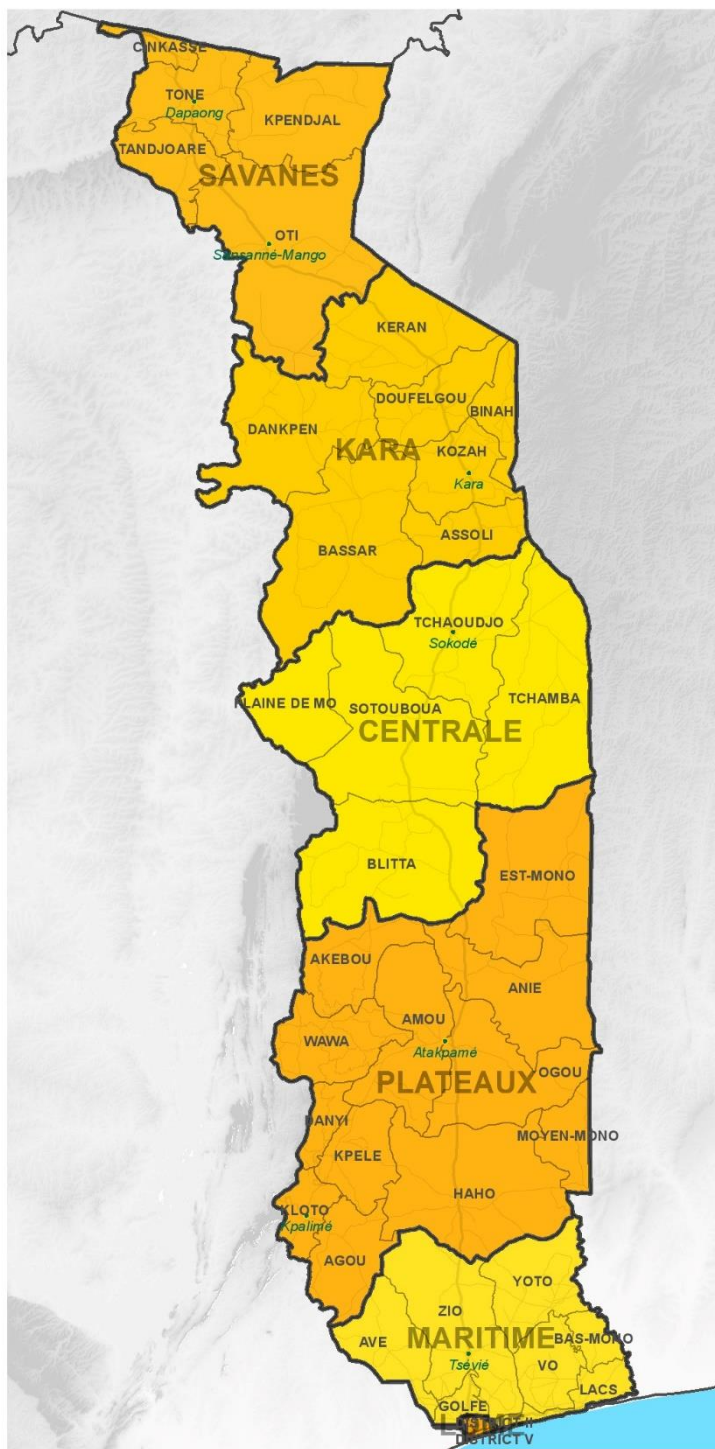 CINKASSE
TONE
Dapaong
KPENDJAL
TANDJOARE
SAVANES
OTI
Sansanné-Mango
KERAN
DOUFELGOU
BINAH
DANKPEN
KARA
KOZAH
Kara
ASSOLI
BASSAR
TCHAOUDJO
Sokodé
TCHAMBA
PLAINE DE MO
SOTOUBOUA
CENTRALE
BLITTA
EST-MONO
AKEBOU
ANIE
AMOU
WAWA
Atakpamé
OGOU
PLATEAUX
DANYI
MOYEN-MONO
KPELE
HAHO
KLOTO
Kpalimé
AGOU
YOTO
ZIO
AVE
MARITIME
BAS-MONO
Tsévié
VO
LACS
GOLFE
DISTRICT V